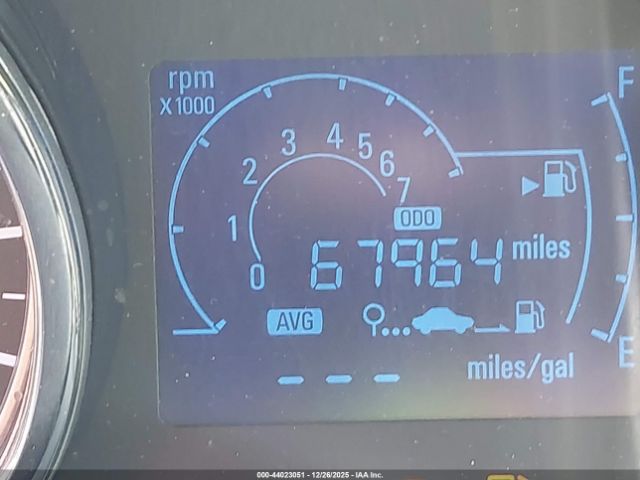 rpm
X 1000
F
0 1 2 3 4 5 6 7
ODO
67964 miles
AVG
--- miles/gal
E
000-44023051 - 12/26/2025 - IAA Inc.